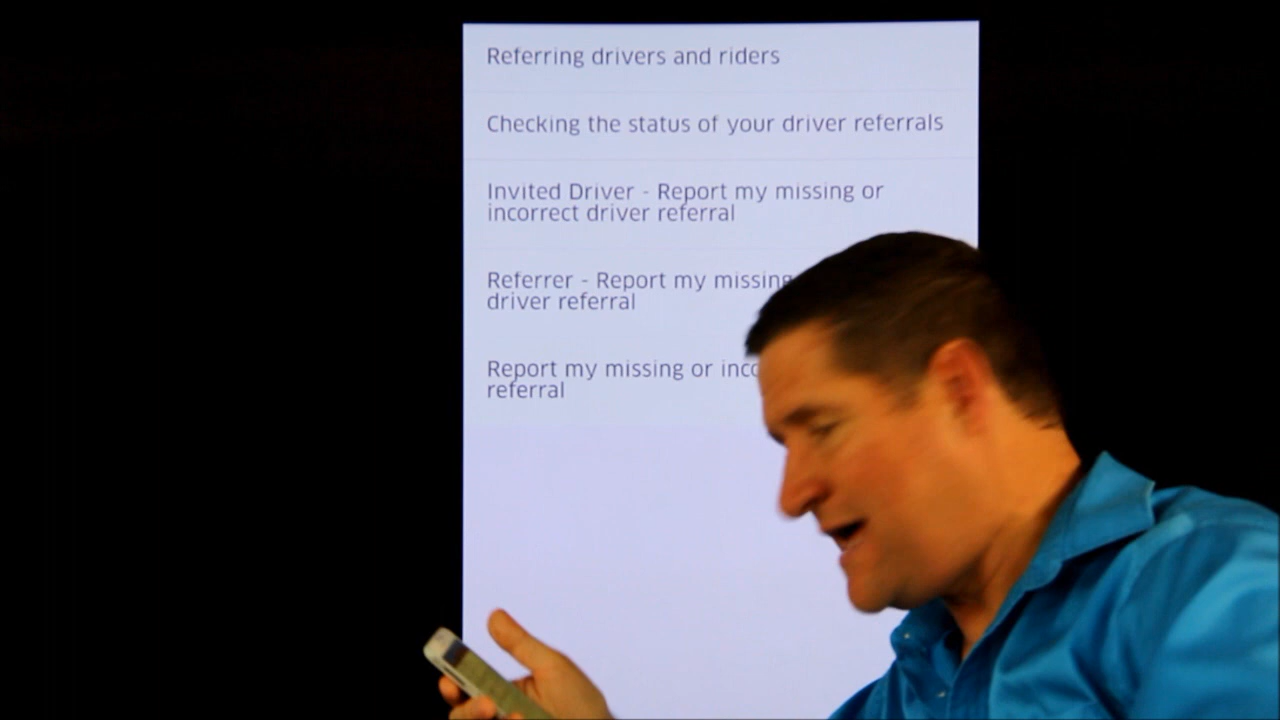 Referring drivers and riders
Checking the status of your driver referrals
Invited Driver - Report my missing or
incorrect driver referral
Referrer - Report my missing
driver referral
Report my missing or
referral